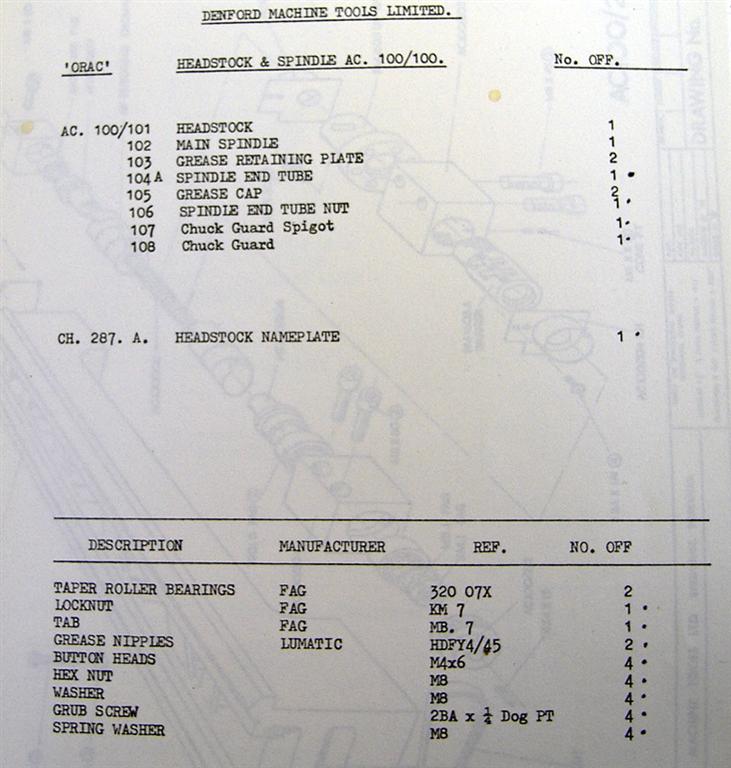 DENFORD MACHINE TOOLS LIMITED.
'ORAC' HEADSTOCK & SPINDLE AC. 100/100. No. OFF.
AC. 100/101 HEADSTOCK 1
102 MAIN SPINDLE 1
103 GREASE RETAINING PLATE 2
104A SPINDLE END TUBE 1
105 GREASE CAP 2
106 SPINDLE END TUBE NUT 1
107 Chuck Guard Spigot 1
108 Chuck Guard 1
CH. 287. A. HEADSTOCK NAMEPLATE 1
DESCRIPTION MANUFACTURER REF. NO. OFF
TAPER ROLLER BEARINGS FAG 320 07X 2
LOCKNUT FAG KM 7 1
TAB FAG MB. 7 1
GREASE NIPPLES LUMATIC HDFY4/45 2
BUTTON HEADS M4x6 4
HEX NUT M8 4
WASHER M8 4
GRUB SCREW 2BA x ¼ Dog PT 4
SPRING WASHER M8 4